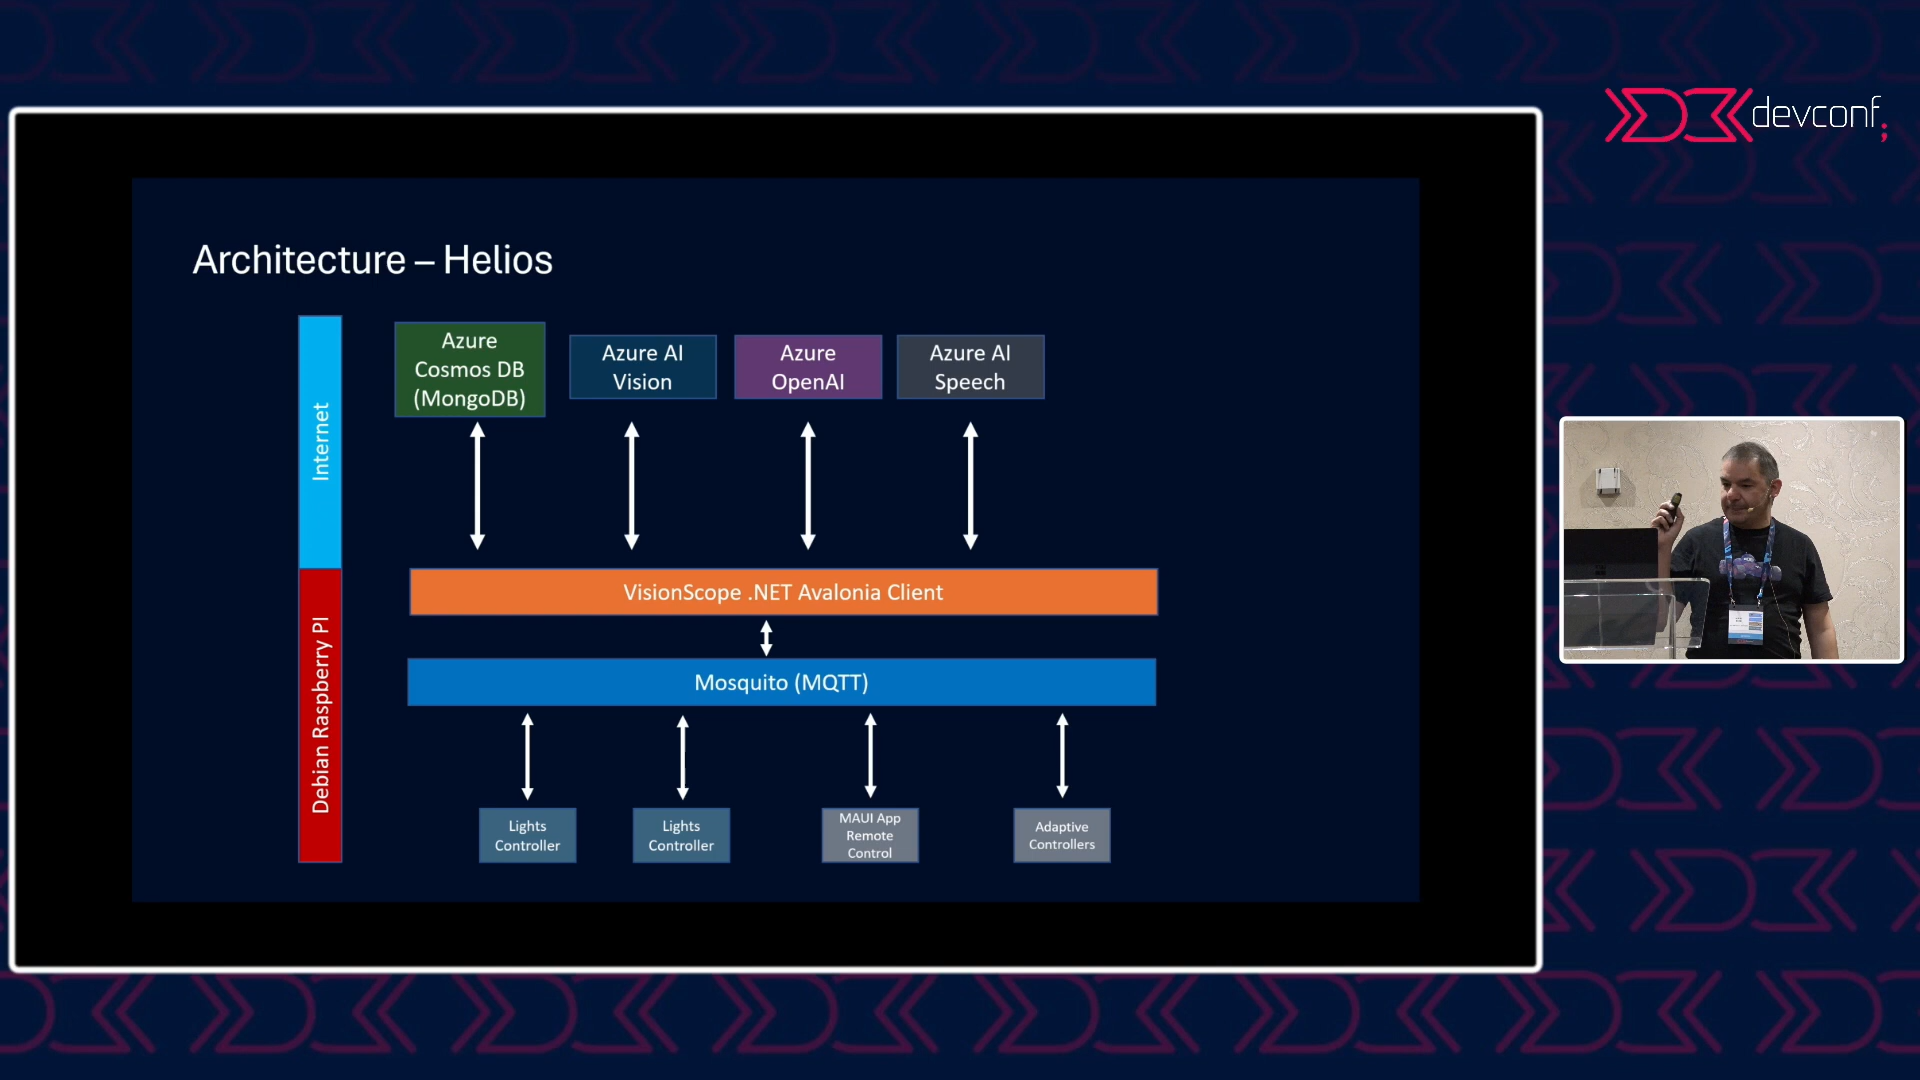 devconf;
Architecture – Helios
Internet
Debian Raspberry PI
Azure
Cosmos DB
(MongoDB)
Azure AI
Vision
Azure
OpenAI
Azure AI
Speech
VisionScope .NET Avalonia Client
Mosquito (MQTT)
Lights
Controller
Lights
Controller
MAUI App
Remote
Control
Adaptive
Controllers